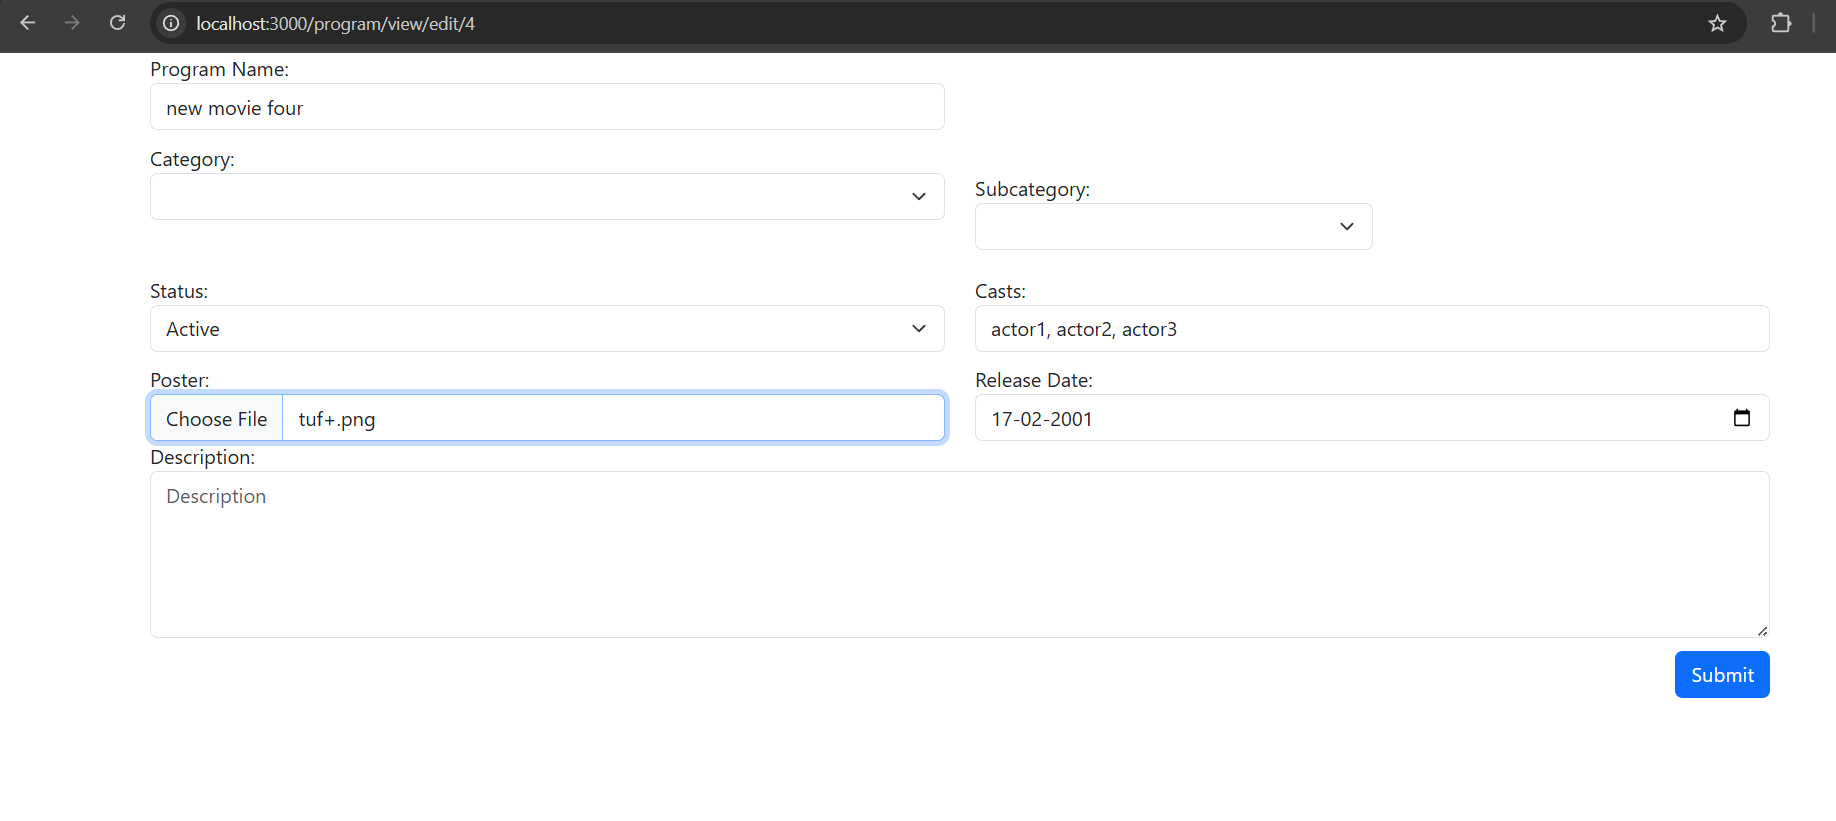 localhost:3000/program/view/edit/4
Program Name:
new movie four
Category:
Subcategory:
Status:
Active
Casts:
actor1, actor2, actor3
Poster:
Choose File tuf+.png
Release Date:
17-02-2001
Description:
Description
Submit